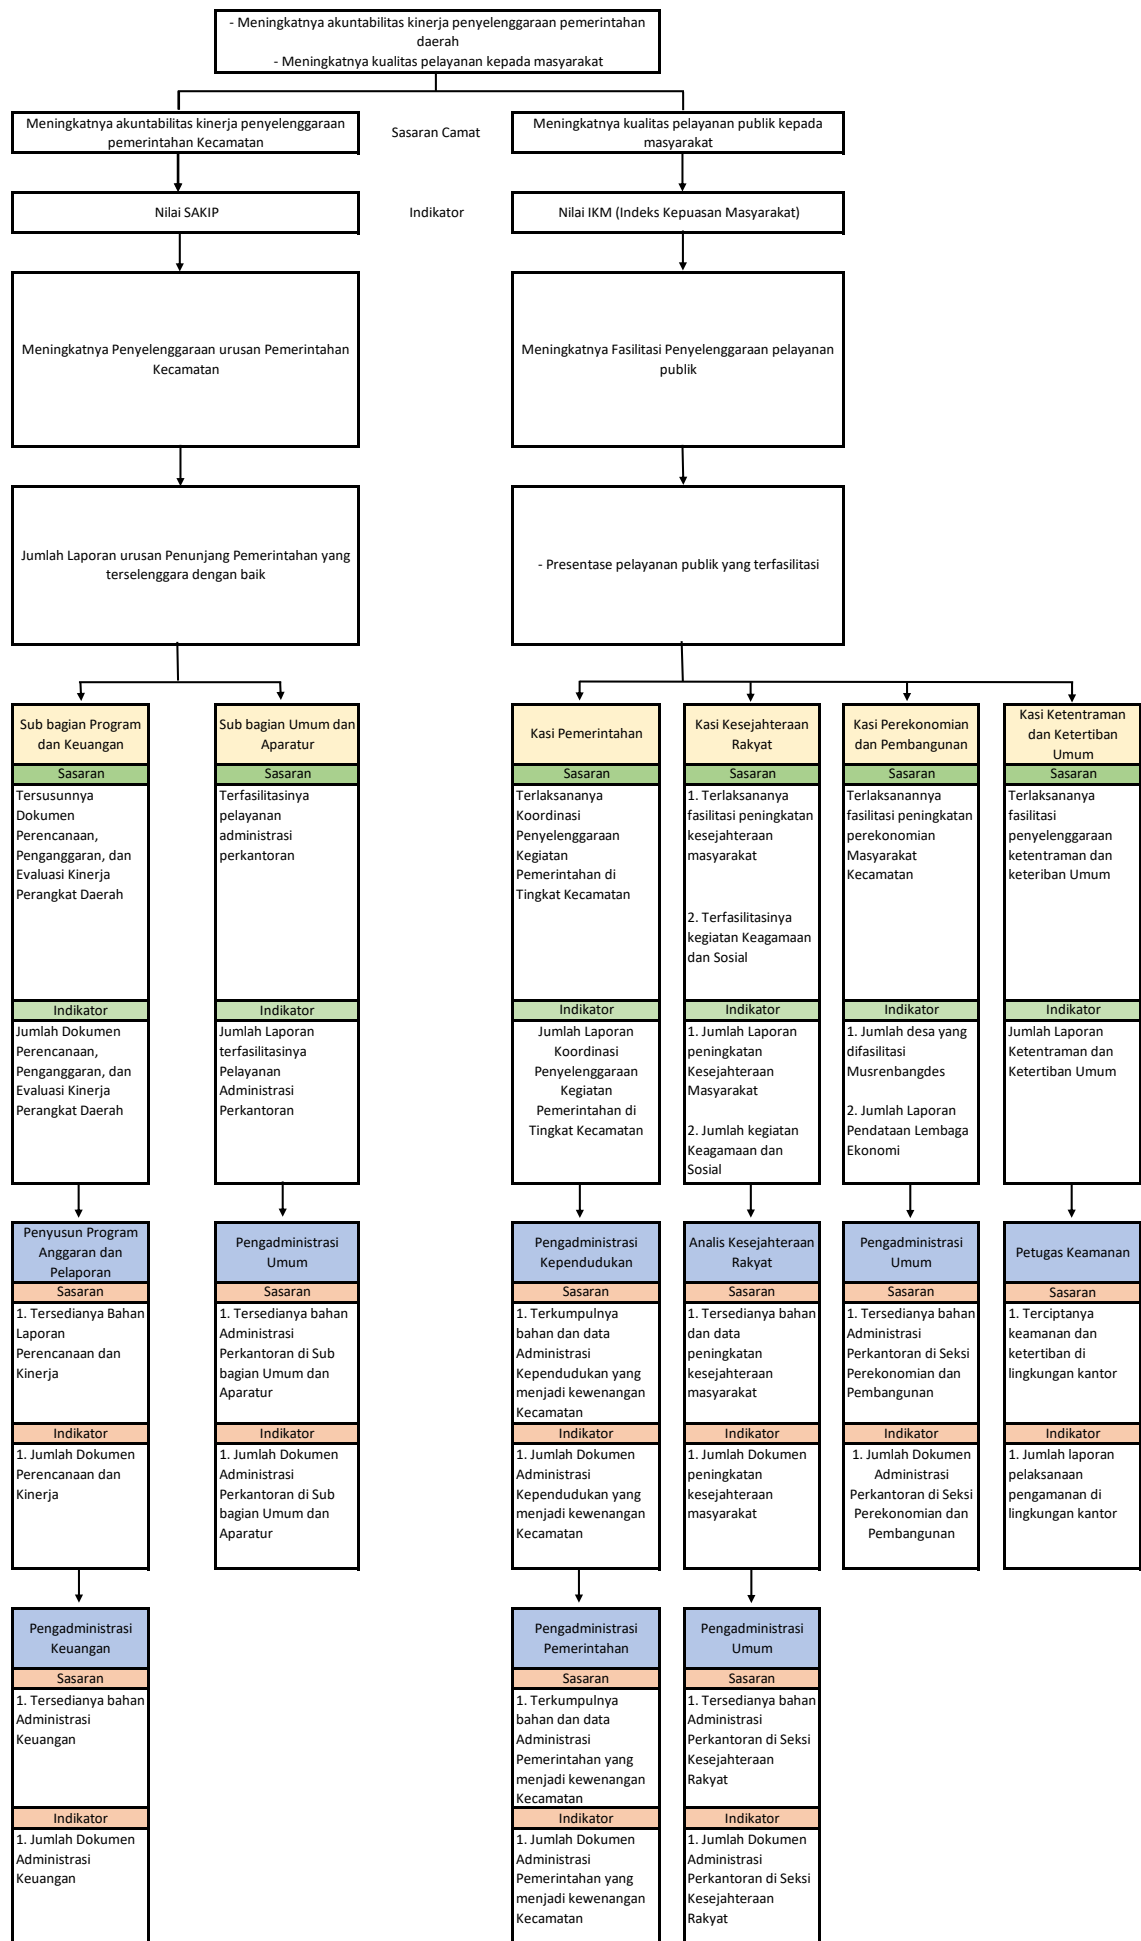 - Meningkatnya akuntabilitas kinerja penyelenggaraan pemerintahan
daerah
- Meningkatnya kualitas pelayanan kepada masyarakat
Meningkatnya akuntabilitas kinerja penyelenggaraan
pemerintahan Kecamatan
Sasaran Camat
Meningkatnya kualitas pelayanan publik kepada
masyarakat
Nilai SAKIP
Indikator
Nilai IKM (Indeks Kepuasan Masyarakat)
Meningkatnya Penyelenggaraan urusan Pemerintahan
Kecamatan
Meningkatnya Fasilitasi Penyelenggaraan pelayanan
publik
Jumlah Laporan urusan Penunjang Pemerintahan yang
terselenggara dengan baik
- Presentase pelayanan publik yang terfasilitasi
Sub bagian Program
dan Keuangan
Sasaran
Tersusunnya
Dokumen
Perencanaan,
Penganggaran, dan
Evaluasi Kinerja
Perangkat Daerah
Indikator
Jumlah Dokumen
Perencanaan,
Penganggaran, dan
Evaluasi Kinerja
Perangkat Daerah
Sub bagian Umum dan
Aparatur
Sasaran
Terfasilitasinya
pelayanan
administrasi
perkantoran
Indikator
Jumlah Laporan
terfasilitasinya
Pelayanan
Administrasi
Perkantoran
Kasi Pemerintahan
Sasaran
Terlaksananya
Koordinasi
Penyelenggaraan
Kegiatan
Pemerintahan di
Tingkat Kecamatan
Indikator
Jumlah Laporan
Koordinasi
Penyelenggaraan
Kegiatan
Pemerintahan di
Tingkat Kecamatan
Kasi Kesejahteraan
Rakyat
Sasaran
1. Terlaksananya
fasilitasi peningkatan
kesejahteraan
masyarakat
2. Terfasilitasinya
kegiatan Keagamaan
dan Sosial
Indikator
1. Jumlah Laporan
peningkatan
Kesejahteraan
Masyarakat
2. Jumlah kegiatan
Keagamaan dan
Sosial
Kasi Perekonomian
dan Pembangunan
Sasaran
Terlaksanannya
fasilitasi peningkatan
perekonomian
Masyarakat
Kecamatan
Indikator
1. Jumlah desa yang
difasilitasi
Musrenbangdes
2. Jumlah Laporan
Pendataan Lembaga
Ekonomi
Kasi Ketentraman
dan Ketertiban
Umum
Sasaran
Terlaksananya
fasilitasi
penyelenggaraan
ketentraman dan
keteriban Umum
Indikator
Jumlah Laporan
Ketentraman dan
Ketertiban Umum
Penyusun Program
Anggaran dan
Pelaporan
Sasaran
1. Tersedianya Bahan
Laporan
Perencanaan dan
Kinerja
Indikator
1. Jumlah Dokumen
Perencanaan dan
Kinerja
Pengadministrasi
Umum
Sasaran
1. Tersedianya bahan
Administrasi
Perkantoran di Sub
bagian Umum dan
Aparatur
Indikator
1. Jumlah Dokumen
Administrasi
Perkantoran di Sub
bagian Umum dan
Aparatur
Pengadministrasi
Kependudukan
Sasaran
1. Terkumpulnya
bahan dan data
Administrasi
Kependudukan yang
menjadi kewenangan
Kecamatan
Indikator
1. Jumlah Dokumen
Administrasi
Kependudukan yang
menjadi kewenangan
Kecamatan
Analis Kesejahteraan
Rakyat
Sasaran
1. Tersedianya bahan
dan data
peningkatan
kesejahteraan
masyarakat
Indikator
1. Jumlah Dokumen
peningkatan
kesejahteraan
masyarakat
Pengadministrasi
Umum
Sasaran
1. Tersedianya bahan
Administrasi
Perkantoran di Seksi
Perekonomian dan
Pembangunan
Indikator
1. Jumlah Dokumen
Administrasi
Perkantoran di Seksi
Perekonomian dan
Pembangunan
Petugas Keamanan
Sasaran
1. Terciptanya
keamanan dan
ketertiban di
lingkungan kantor
Indikator
1. Jumlah laporan
pelaksanaan
pengamanan di
lingkungan kantor
Pengadministrasi
Keuangan
Sasaran
1. Tersedianya bahan
Administrasi
Keuangan
Indikator
1. Jumlah Dokumen
Administrasi
Keuangan
Pengadministrasi
Pemerintahan
Sasaran
1. Terkumpulnya
bahan dan data
Administrasi
Pemerintahan yang
menjadi kewenangan
Kecamatan
Indikator
1. Jumlah Dokumen
Administrasi
Pemerintahan yang
menjadi kewenangan
Kecamatan
Pengadministrasi
Umum
Sasaran
1. Tersedianya bahan
Administrasi
Perkantoran di Seksi
Kesejahteraan
Rakyat
Indikator
1. Jumlah Dokumen
Administrasi
Perkantoran di Seksi
Kesejahteraan
Rakyat